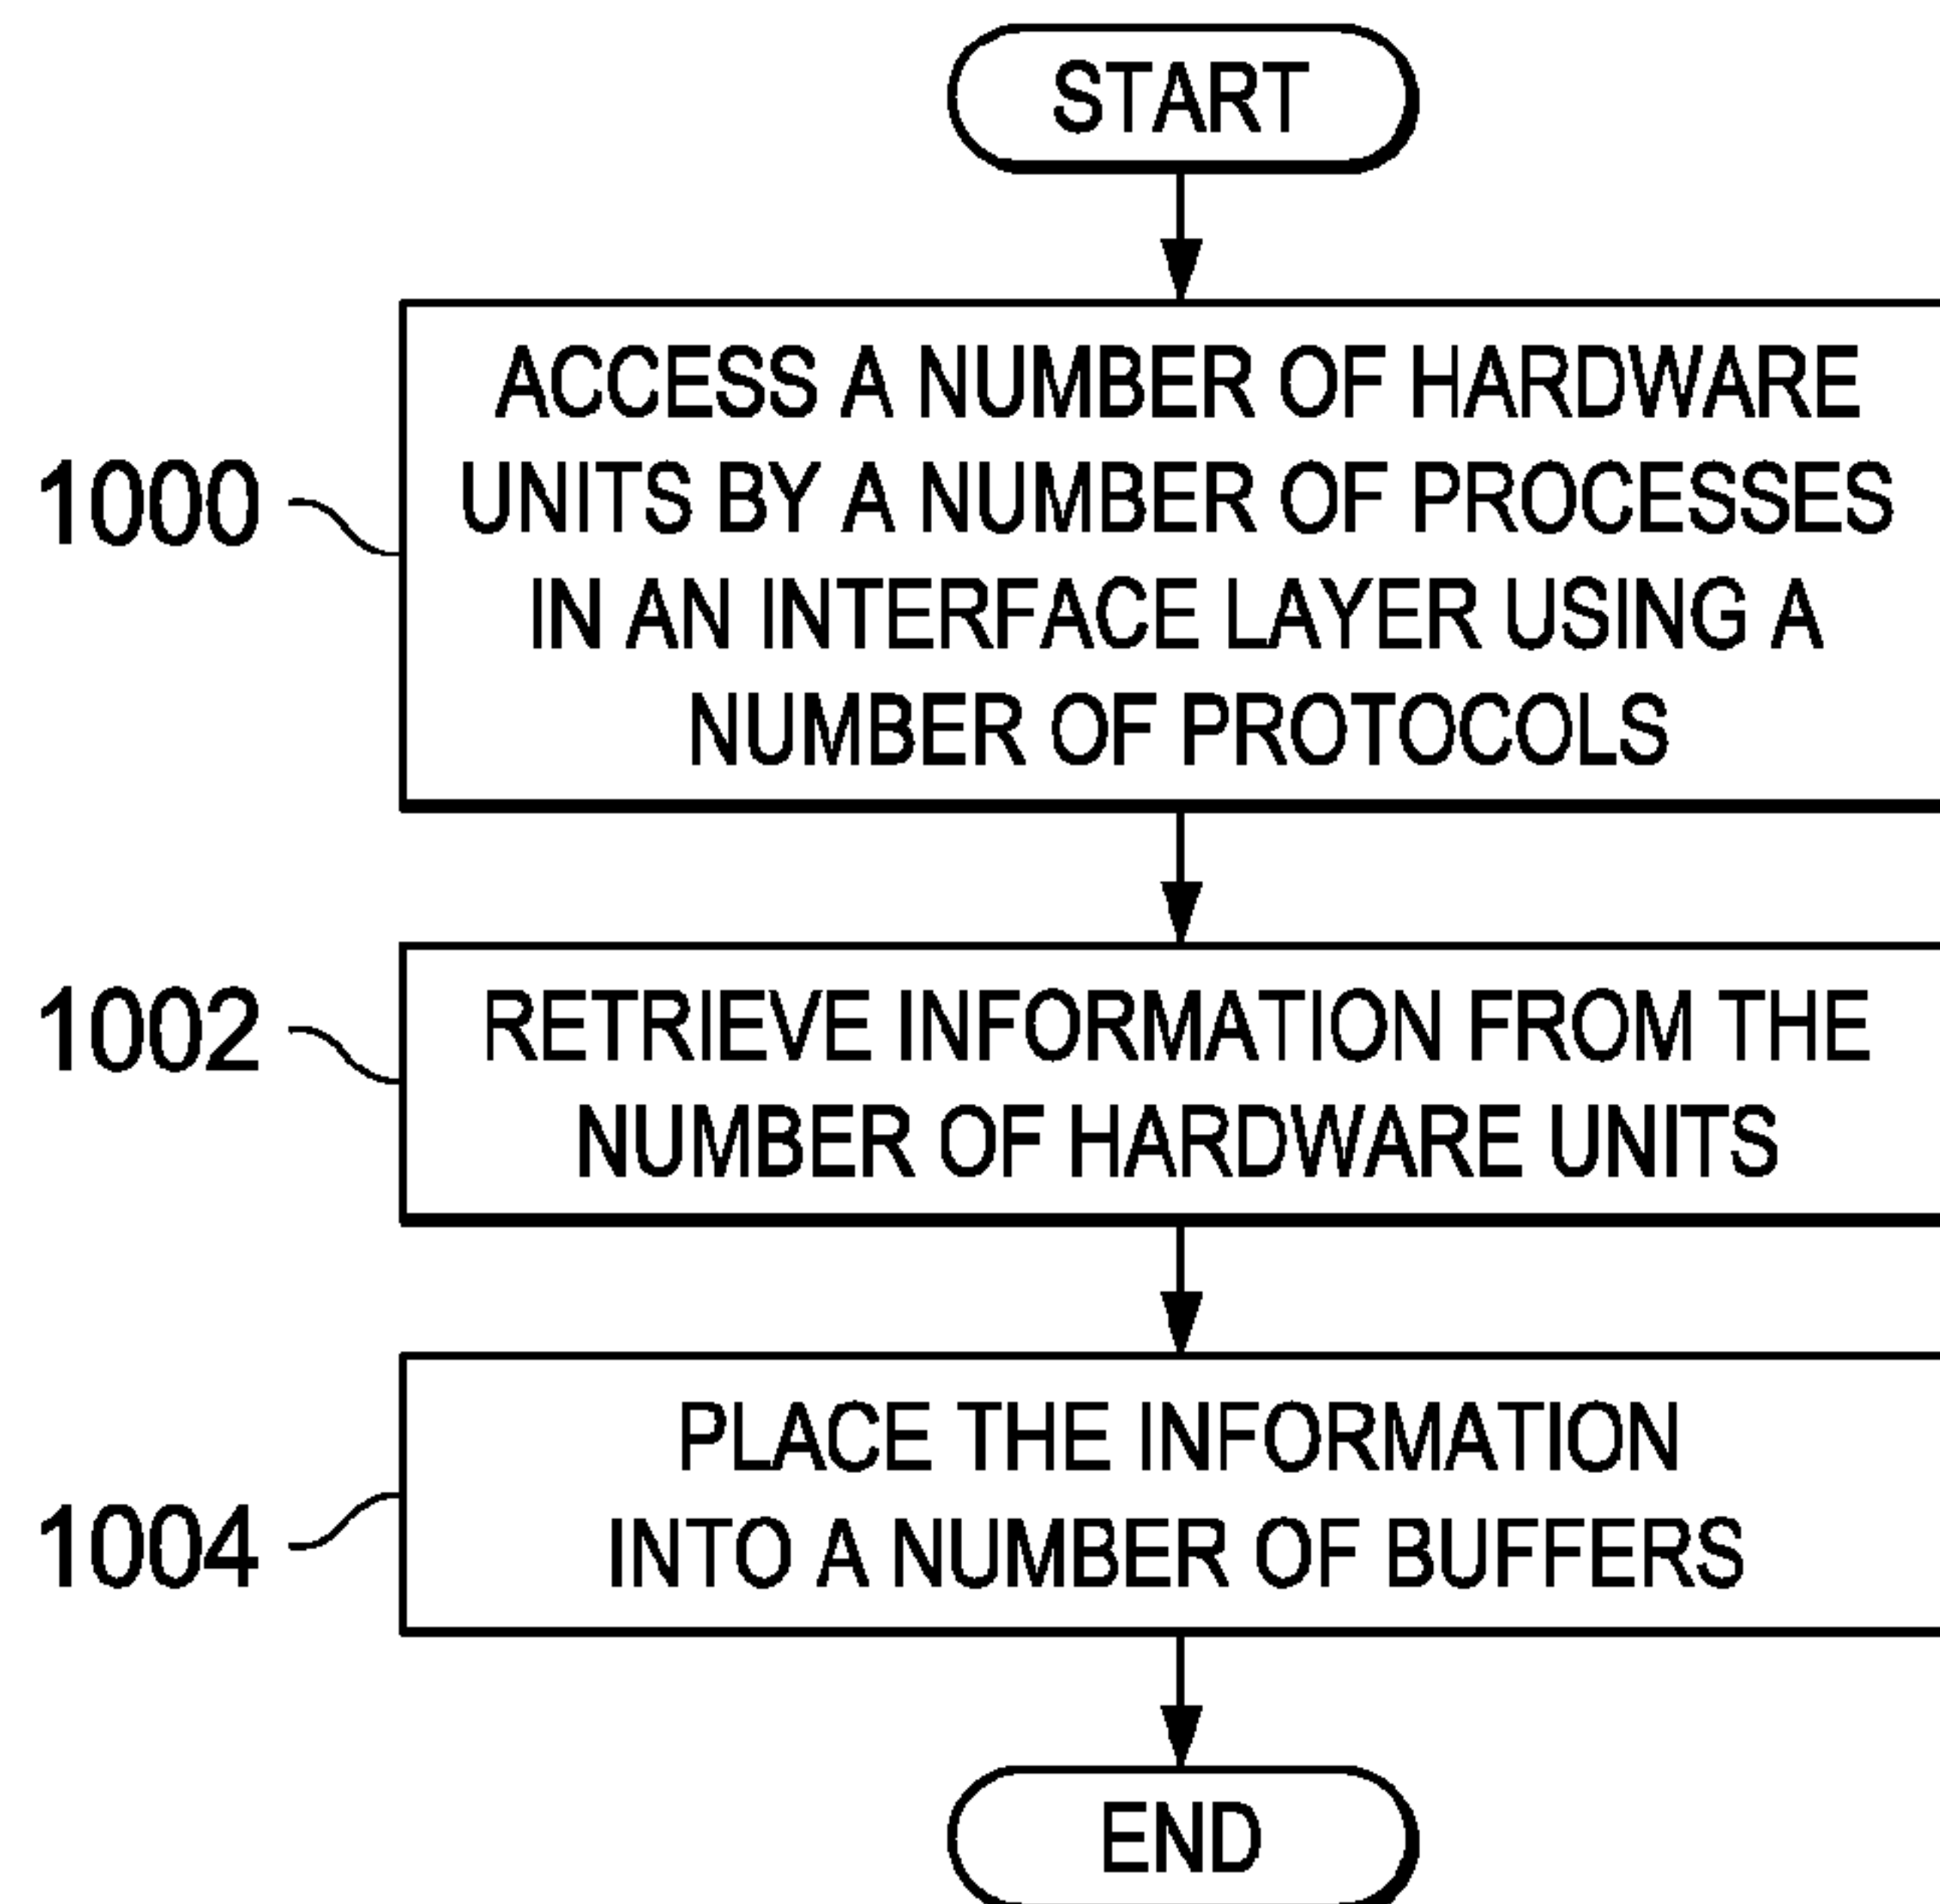 START
1000
ACCESS A NUMBER OF HARDWARE
UNITS BY A NUMBER OF PROCESSES
IN AN INTERFACE LAYER USING A
NUMBER OF PROTOCOLS
1002
RETRIEVE INFORMATION FROM THE
NUMBER OF HARDWARE UNITS
1004
PLACE THE INFORMATION
INTO A NUMBER OF BUFFERS
END